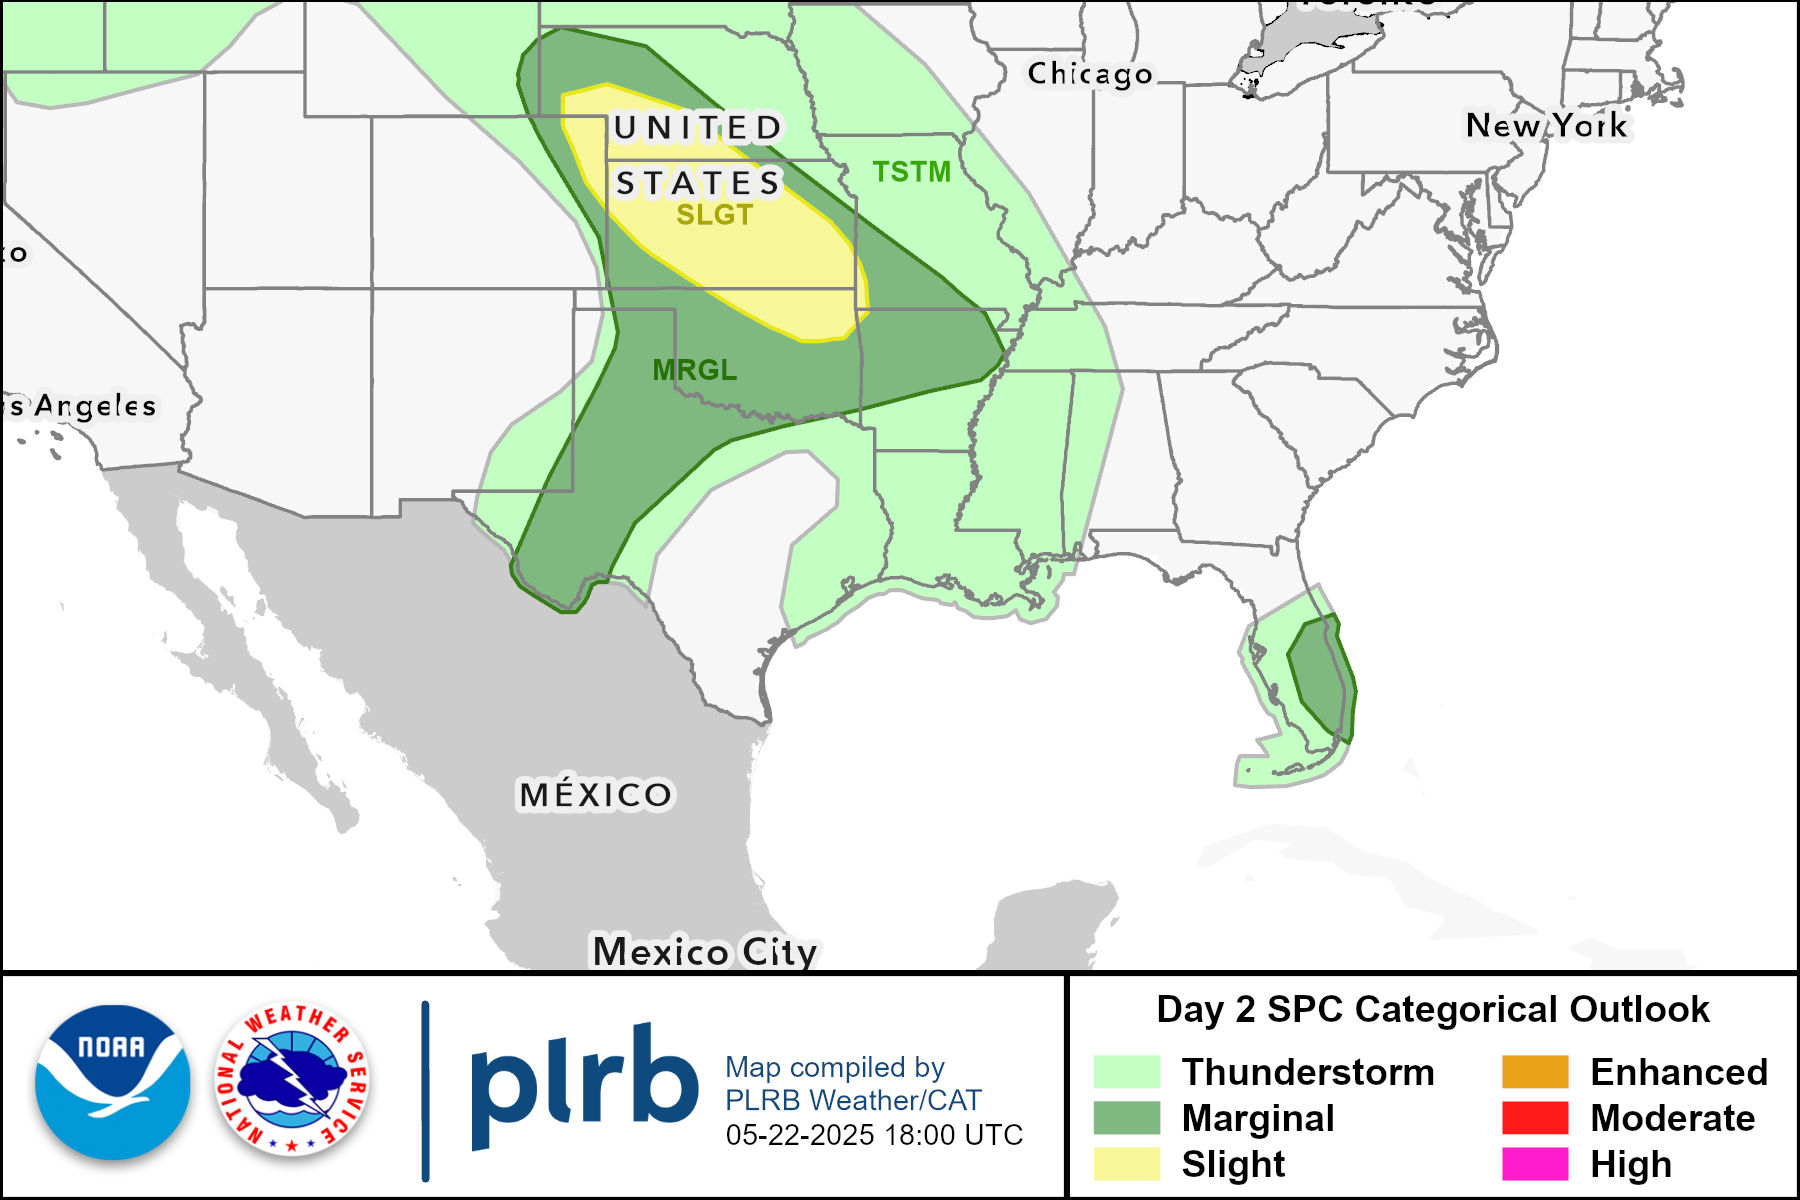 Chicago
New York
UNITED
STATES
TSTM
SLGT
MRGL
Angeles
MÉXICO
Mexico City
NOAA
NATIONAL WEATHER SERVICE
plrb
Map compiled by
PLRB Weather/CAT
05-22-2025 18:00 UTC
Day 2 SPC Categorical Outlook
Thunderstorm
Enhanced
Marginal
Moderate
Slight
High